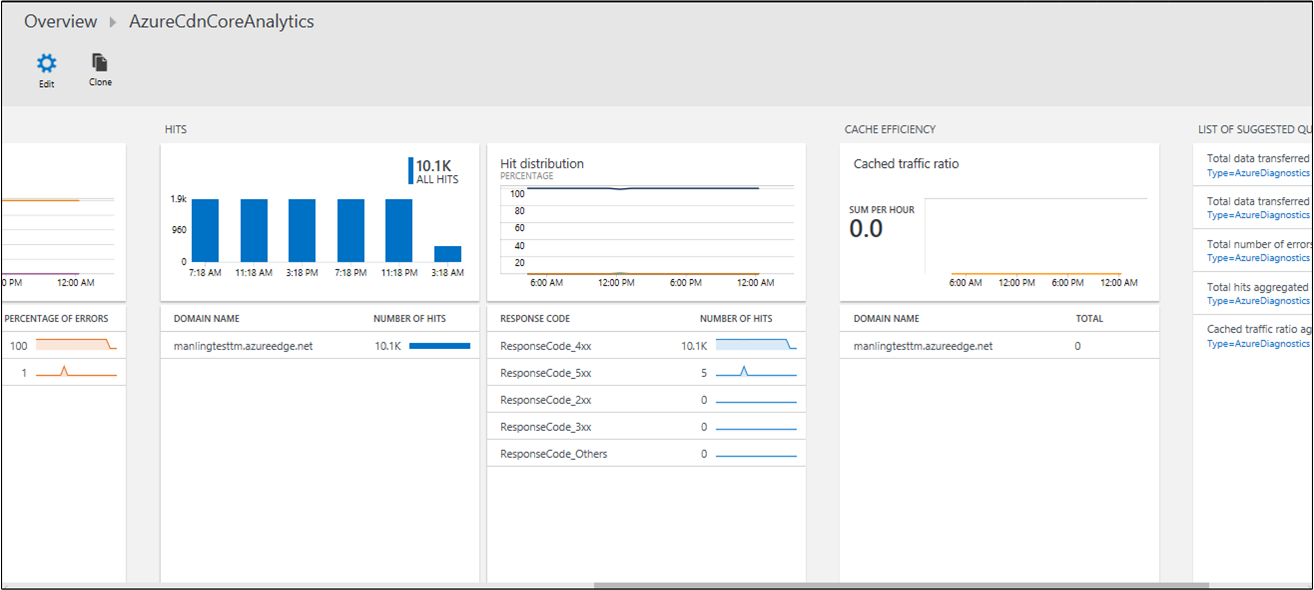 Overview AzureCdnCoreAnalytics
Edit Clone
0 PM 12:00 AM
PERCENTAGE OF ERRORS
100
1
HITS
10.1K
ALL HITS
1.9k
960
0
7:18 AM 11:18 AM 3:18 PM 7:18 PM 11:18 PM 3:18 AM
DOMAIN NAME NUMBER OF HITS
manlingtesttm.azureedge.net 10.1K
Hit distribution
PERCENTAGE
100
80
60
40
20
6:00 AM 12:00 PM 6:00 PM 12:00 AM
RESPONSE CODE NUMBER OF HITS
ResponseCode_4xx 10.1K
ResponseCode_5xx 5
ResponseCode_2xx 0
ResponseCode_3xx 0
ResponseCode_Others 0
CACHE EFFICIENCY
Cached traffic ratio
SUM PER HOUR
0.0
6:00 AM 12:00 PM 6:00 PM 12:00 AM
DOMAIN NAME TOTAL
manlingtesttm.azureedge.net 0
LIST OF SUGGESTED QU
Total data transferred
Type=AzureDiagnostics
Total data transferred
Type=AzureDiagnostics
Total number of errors
Type=AzureDiagnostics
Total hits aggregated
Type=AzureDiagnostics
Cached traffic ratio ag
Type=AzureDiagnostics